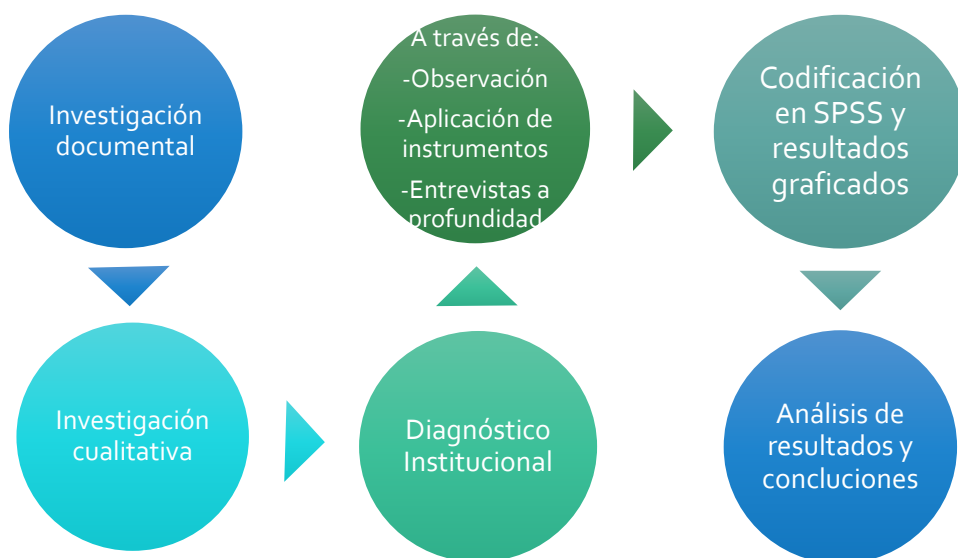 Investigación
documental
Investigación
cualitativa
Diagnóstico
Institucional
A través de:
-Observación
-Aplicación de
instrumentos
-Entrevistas a
profundidad
Codificación
en SPSS y
resultados
graficados
Análisis de
resultados y
concluciones